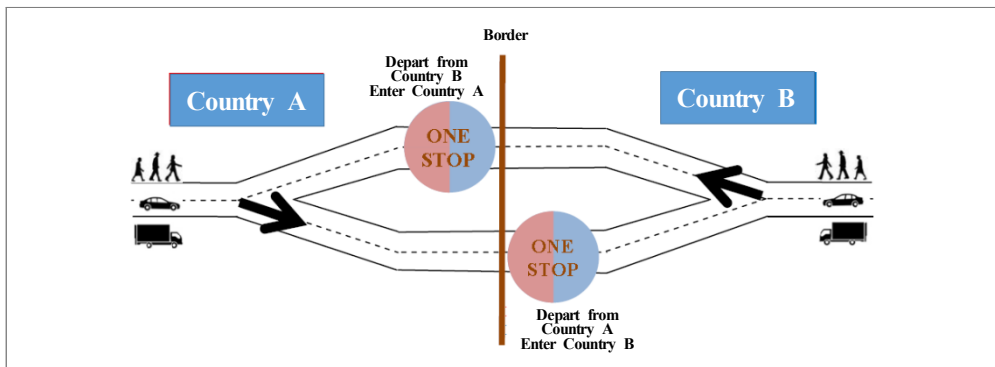 Border
Depart from
Country B
Enter Country A
Country A
Country B
ONE
STOP
ONE
STOP
Depart from
Country A
Enter Country B